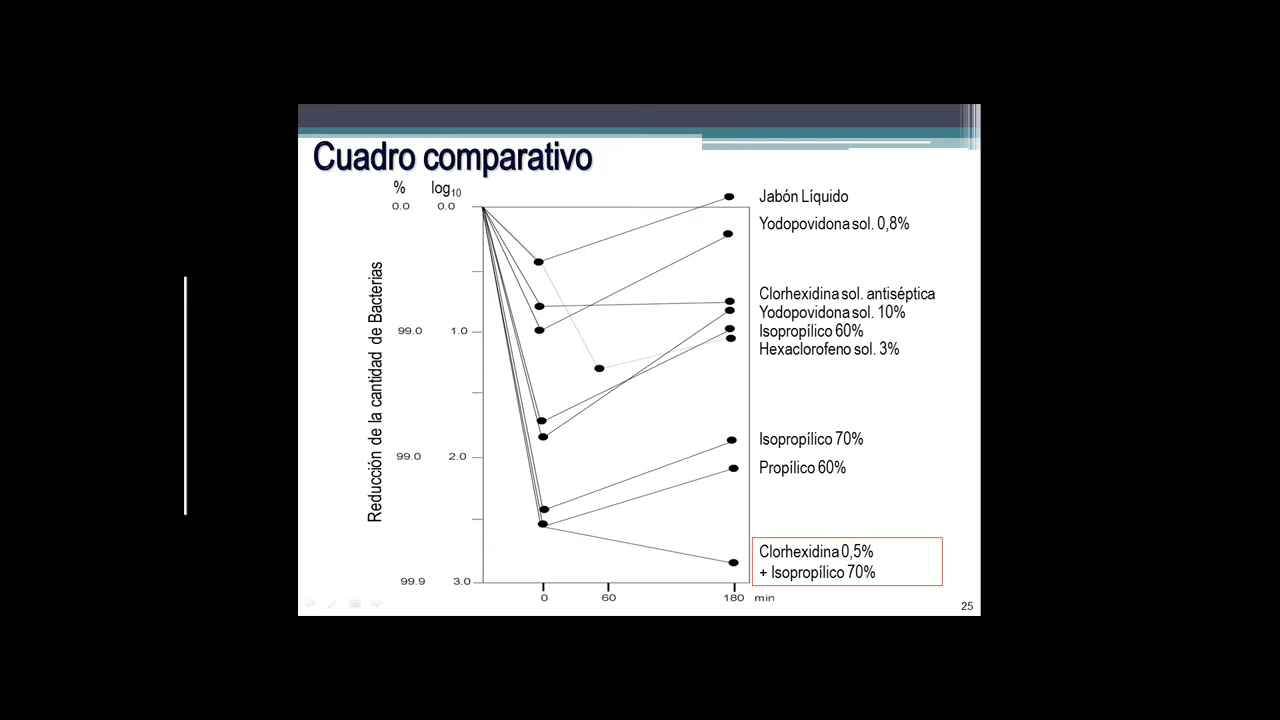 Cuadro comparativo
% log10
0.0 0.0
Jabón Líquido
Yodopovidona sol. 0,8%
Clorhexidina sol. antiséptica
Yodopovidona sol. 10%
99.0 1.0
Isopropílico 60%
Hexaclorofeno sol. 3%
Reducción de la cantidad de Bacterias
Isopropílico 70%
99.0 2.0
Propílico 60%
Clorhexidina 0,5%
+ Isopropílico 70%
99.9 3.0
0 60 180 min
25